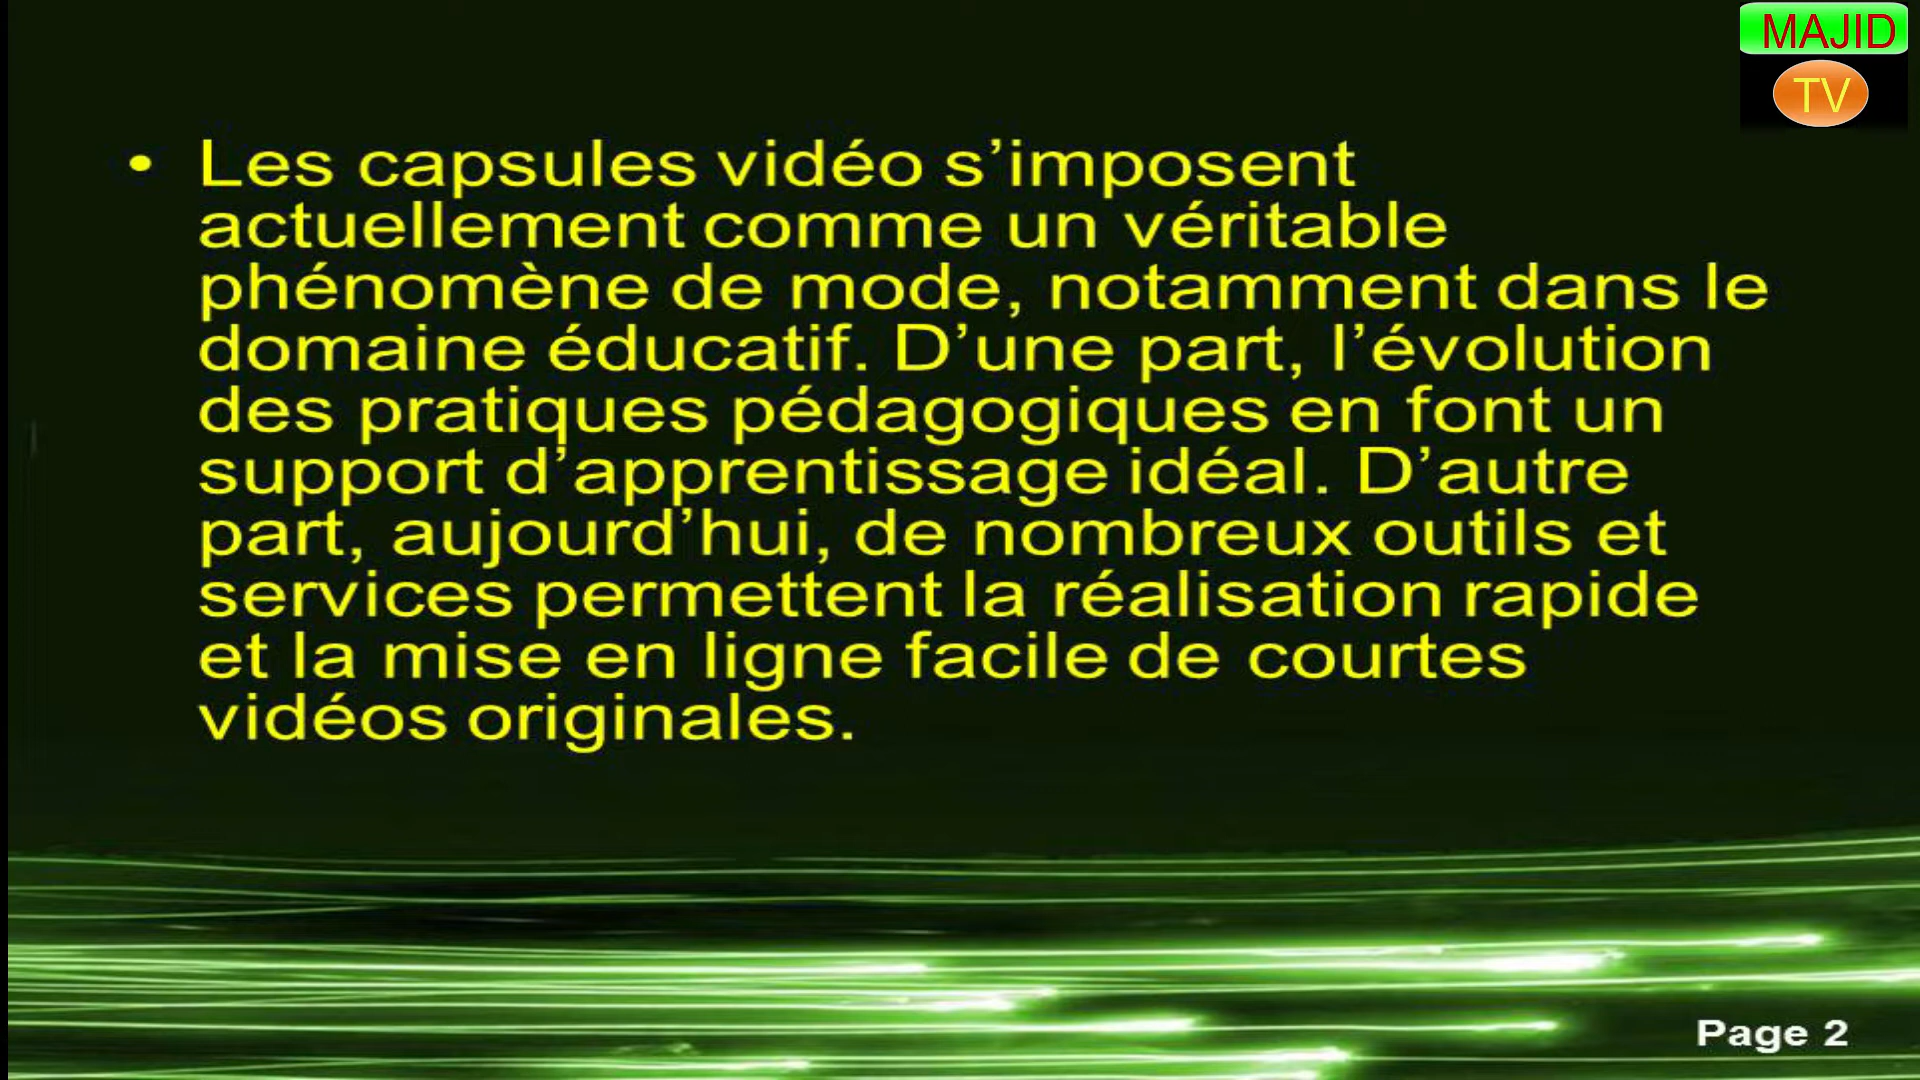 MAJID
TV
• Les capsules vidéo s’imposent
actuellement comme un véritable
phénomène de mode, notamment dans le
domaine éducatif. D’une part, l’évolution
des pratiques pédagogiques en font un
support d’apprentissage idéal. D’autre
part, aujourd’hui, de nombreux outils et
services permettent la réalisation rapide
et la mise en ligne facile de courtes
vidéos originales.
Page 2